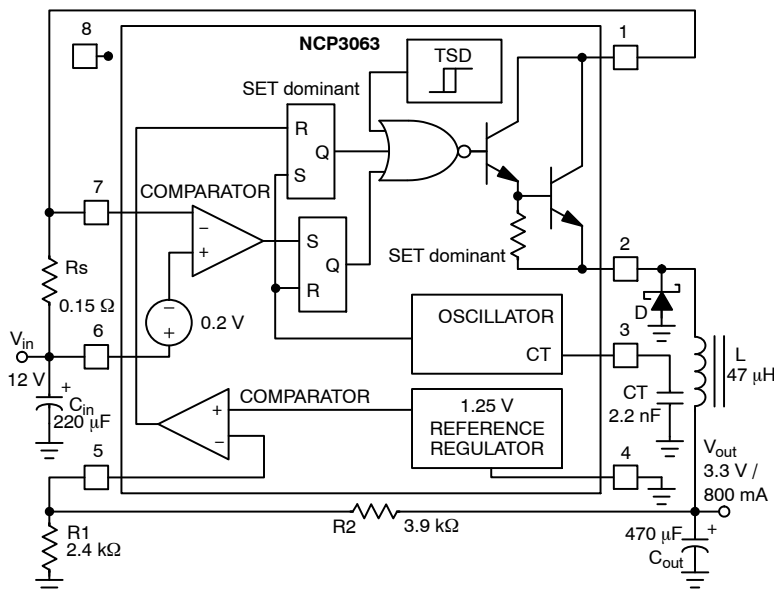 8
NCP3063
1
TSD
SET dominant
R
Q
S
7
COMPARATOR
−
+
S
Q
R
SET dominant
2
Rs
0.15 Ω
−
+
0.2 V
D
OSCILLATOR
CT
3
Vin
6
12 V
+
Cin
220 µF
L
47 µH
CT
2.2 nF
COMPARATOR
+
−
1.25 V
REFERENCE
REGULATOR
5
4
Vout
3.3 V /
800 mA
R1
2.4 kΩ
R2
3.9 kΩ
470 µF
+
Cout